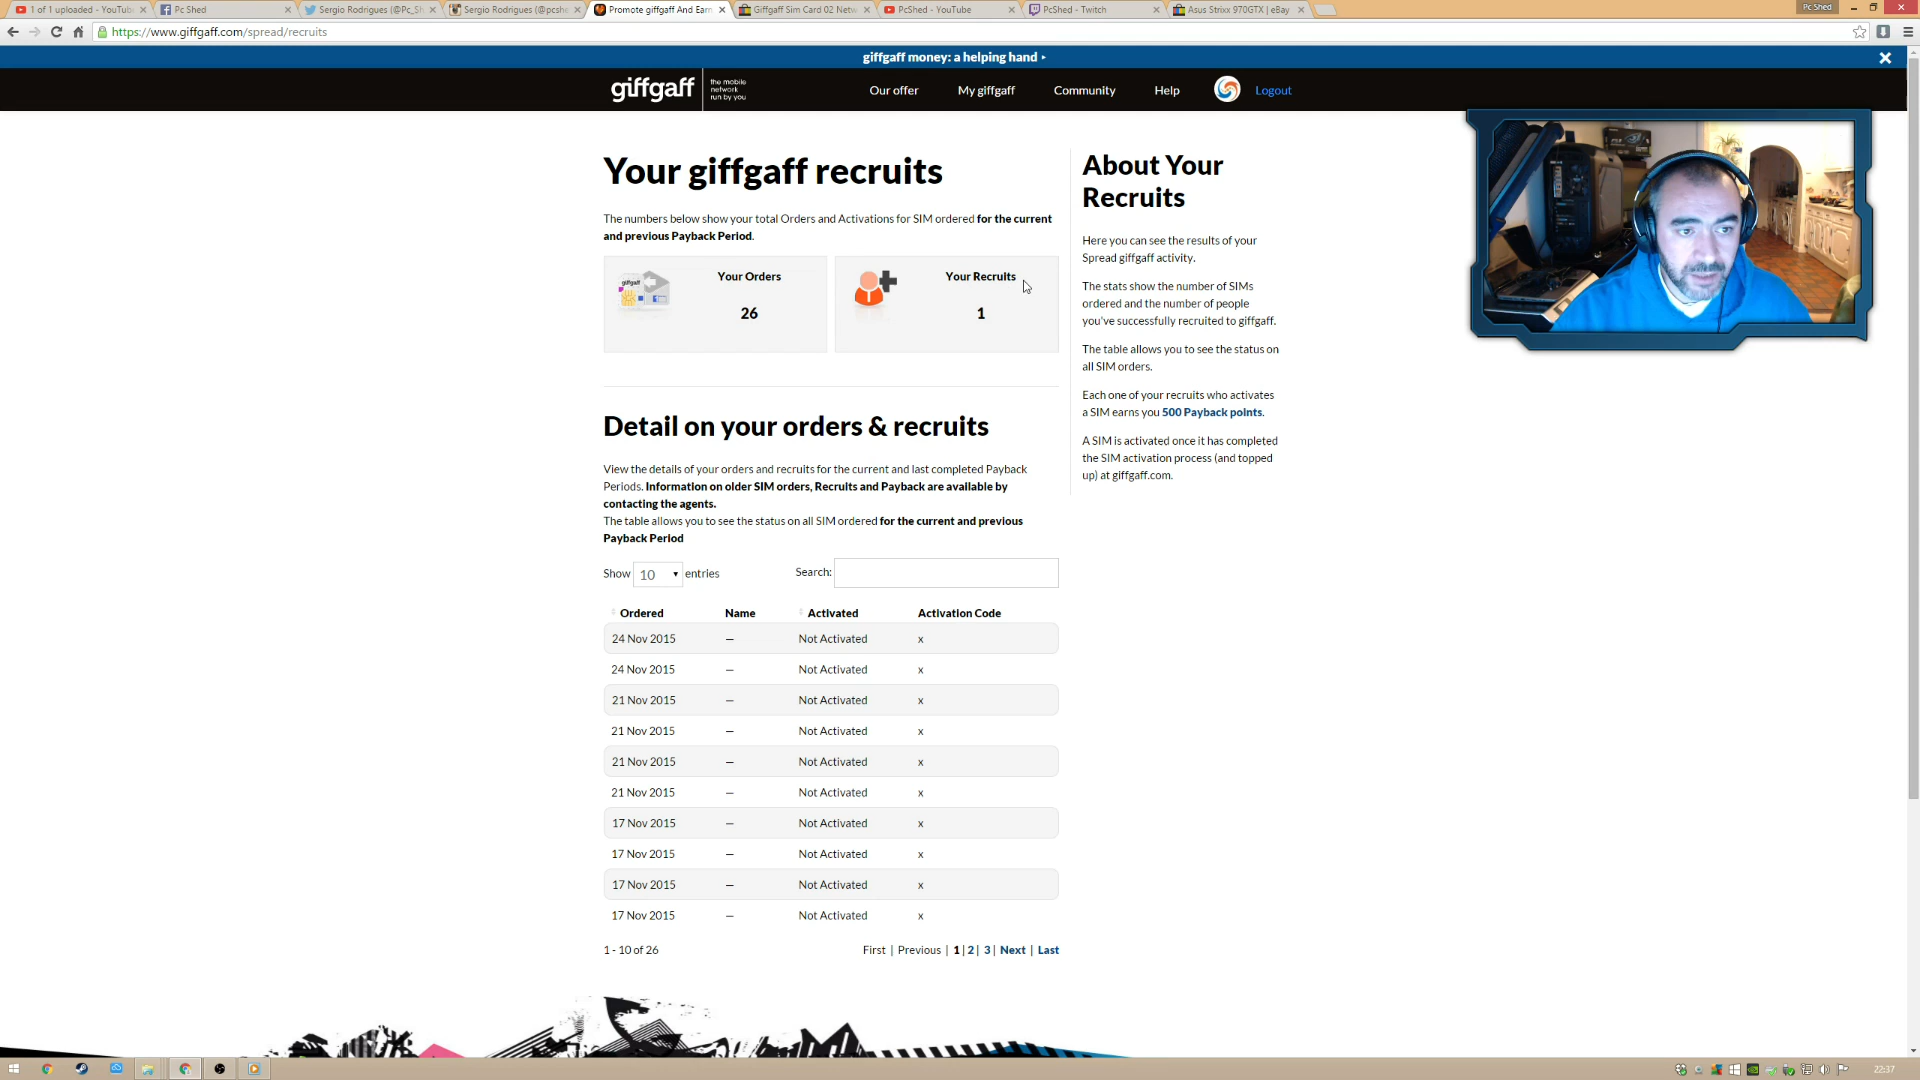 1 of 1 uploaded - YouTub
Pc Shed
Sergio Rodrigues (@Pc_Sh
Sergio Rodrigues (@pcshe
Promote giffgaff And Earn
Giffgaff Sim Card 02 Netw
PcShed - YouTube
PcShed - Twitch
Asus Strixx 970GTX | eBay
Pc Shed
https://www.giffgaff.com/spread/recruits
giffgaff money: a helping hand
giffgaff
the mobile
network
run by you
Our offer
My giffgaff
Community
Help
Logout
Your giffgaff recruits
The numbers below show your total Orders and Activations for SIM ordered for the current
and previous Payback Period.
Your Orders
26
Your Recruits
1
Detail on your orders & recruits
View the details of your orders and recruits for the current and last completed Payback
Periods. Information on older SIM orders, Recruits and Payback are available by
contacting the agents.
The table allows you to see the status on all SIM ordered for the current and previous
Payback Period
Show 10 entries
Search:
Ordered Name Activated Activation Code
24 Nov 2015 – Not Activated x
24 Nov 2015 – Not Activated x
21 Nov 2015 – Not Activated x
21 Nov 2015 – Not Activated x
21 Nov 2015 – Not Activated x
21 Nov 2015 – Not Activated x
17 Nov 2015 – Not Activated x
17 Nov 2015 – Not Activated x
17 Nov 2015 – Not Activated x
17 Nov 2015 – Not Activated x
1 - 10 of 26
First | Previous | 1 | 2 | 3 | Next | Last
About Your
Recruits
Here you can see the results of your
Spread giffgaff activity.
The stats show the number of SIMs
ordered and the number of people
you've successfully recruited to giffgaff.
The table allows you to see the status on
all SIM orders.
Each one of your recruits who activates
a SIM earns you 500 Payback points.
A SIM is activated once it has completed
the SIM activation process (and topped
up) at giffgaff.com.
22:37